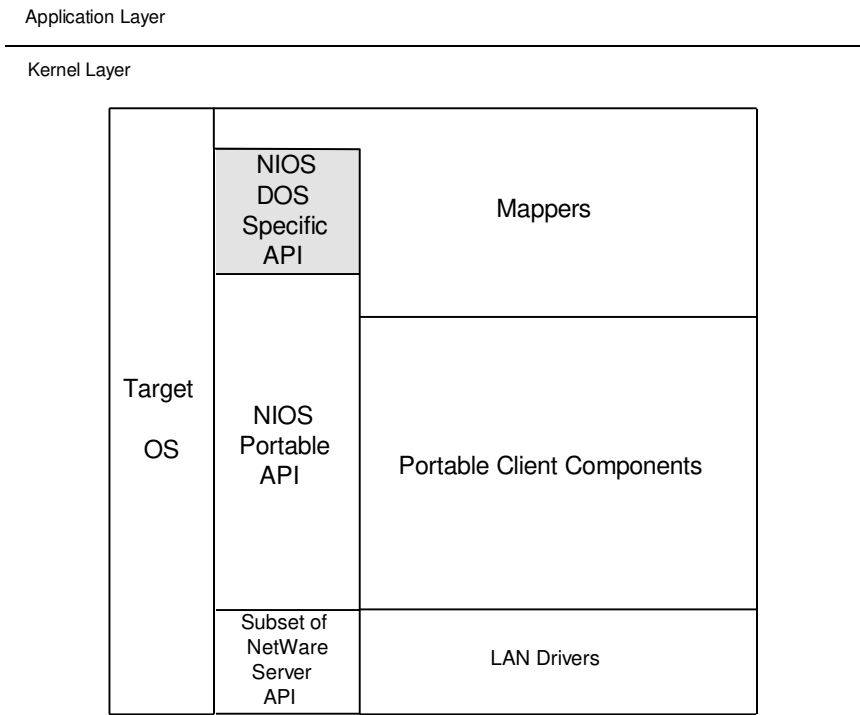 Application Layer
Kernel Layer
NIOS
DOS
Specific
API
Mappers
Target
OS
NIOS
Portable
API
Portable Client Components
Subset of
NetWare
Server
API
LAN Drivers